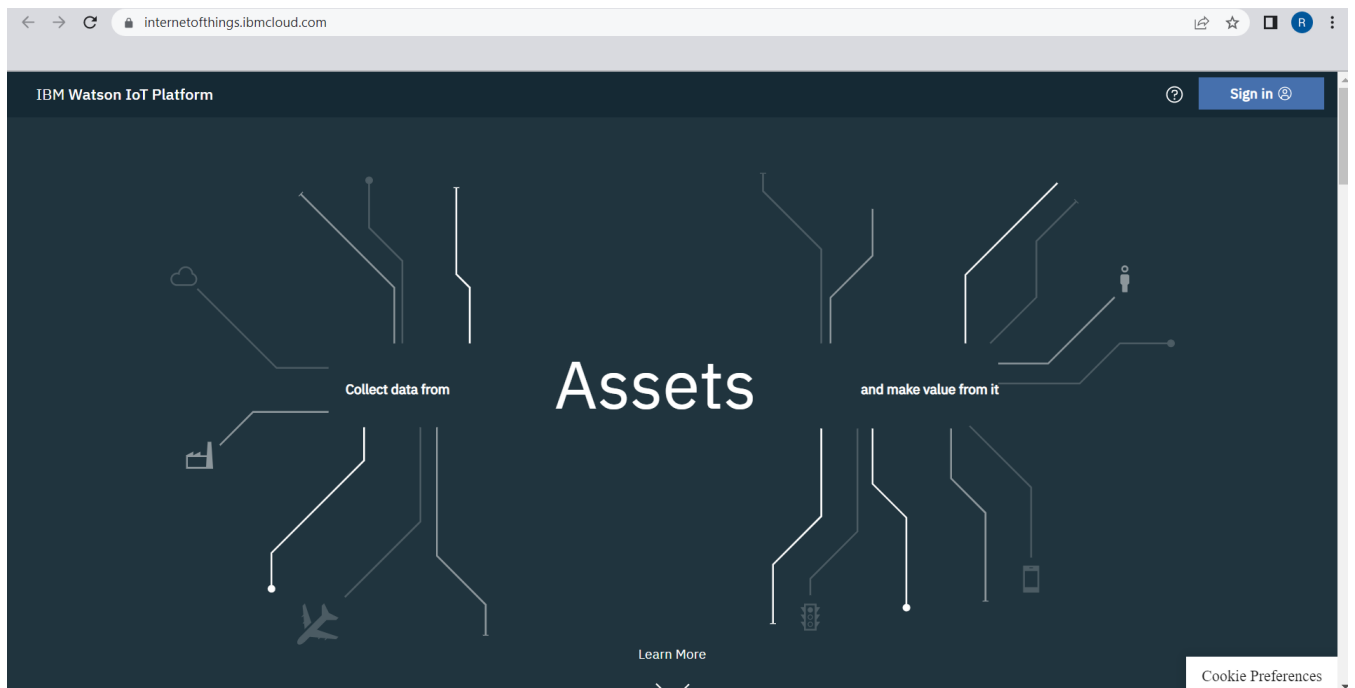 internetofthings.ibmcloud.com
R
IBM Watson IoT Platform
Sign in
Collect data from
Assets
and make value from it
Learn More
Cookie Preferences